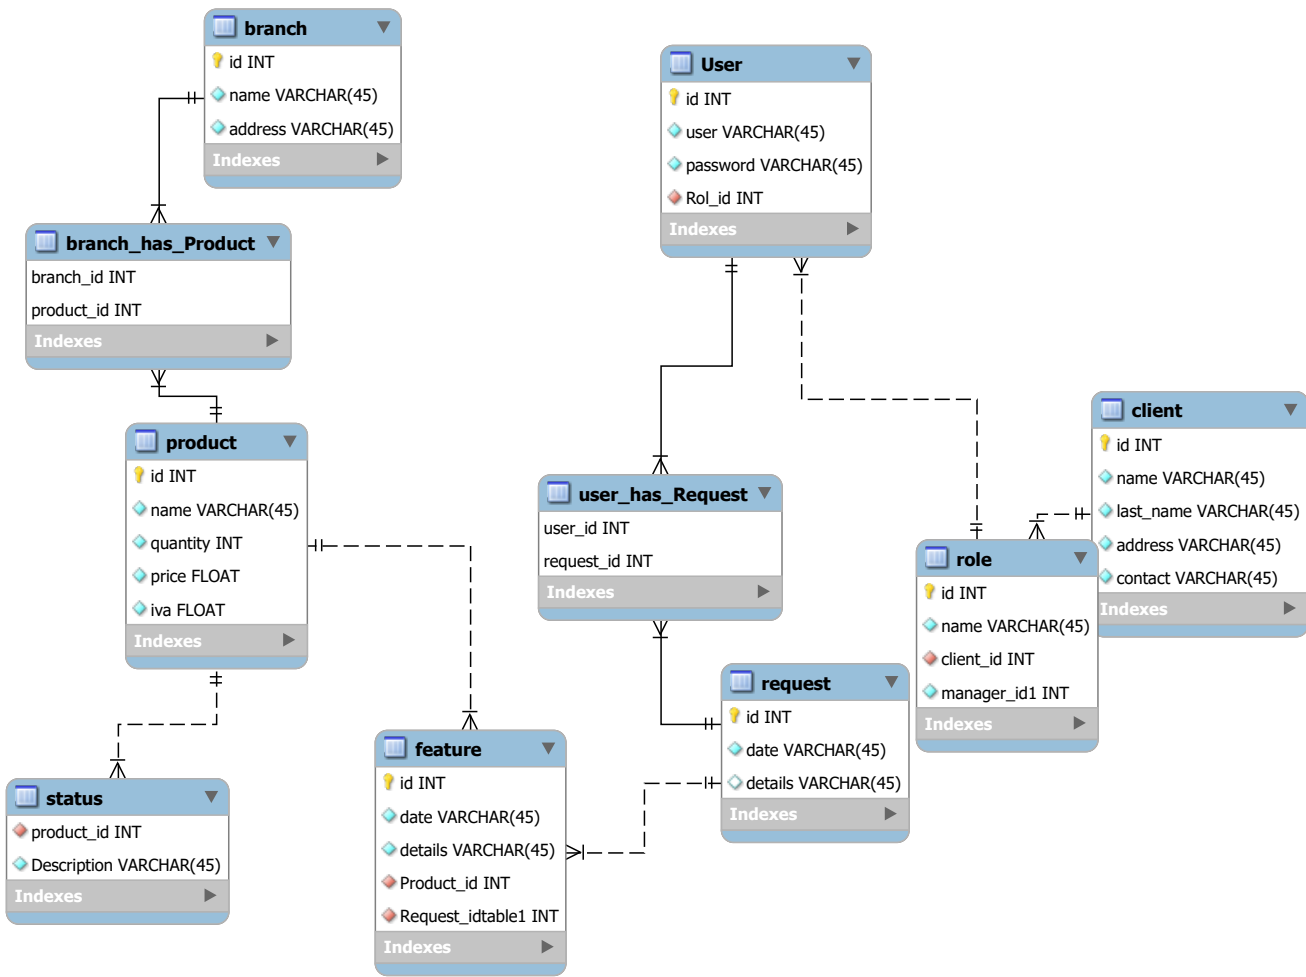 branch
id INT
name VARCHAR(45)
address VARCHAR(45)
Indexes
User
id INT
user VARCHAR(45)
password VARCHAR(45)
Rol_id INT
Indexes
branch_has_Product
branch_id INT
product_id INT
Indexes
product
id INT
name VARCHAR(45)
quantity INT
price FLOAT
iva FLOAT
Indexes
user_has_Request
user_id INT
request_id INT
Indexes
client
id INT
name VARCHAR(45)
last_name VARCHAR(45)
address VARCHAR(45)
contact VARCHAR(45)
Indexes
role
id INT
name VARCHAR(45)
client_id INT
manager_id1 INT
Indexes
request
id INT
date VARCHAR(45)
details VARCHAR(45)
Indexes
feature
id INT
date VARCHAR(45)
details VARCHAR(45)
Product_id INT
Request_idtable1 INT
Indexes
status
product_id INT
Description VARCHAR(45)
Indexes